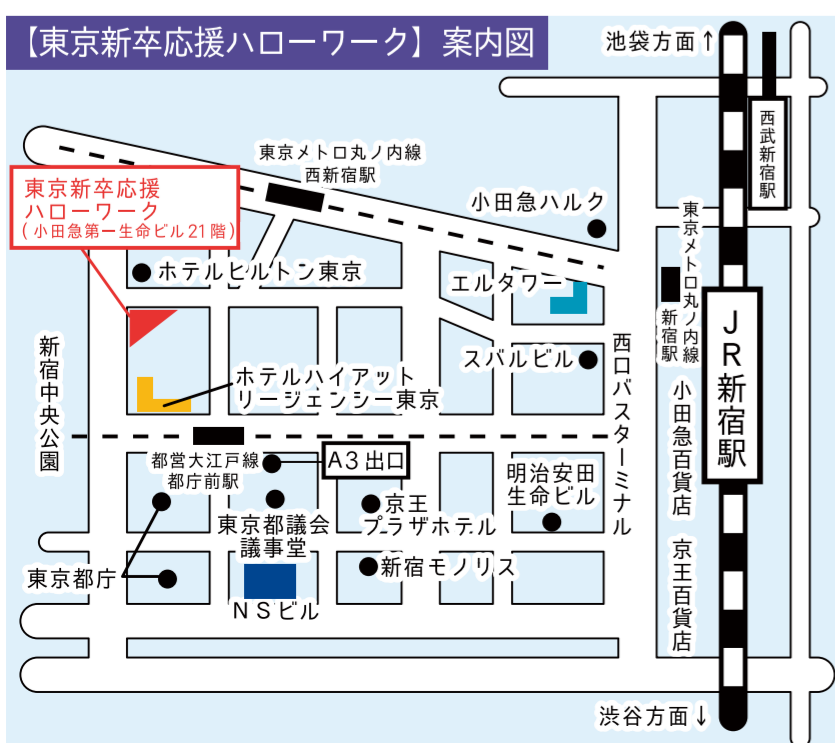 【東京新卒応援ハローワーク】案内図
池袋方面↑
西武新宿駅
東京メトロ丸ノ内線
西新宿駅
東京新卒応援
ハローワーク
(小田急第一生命ビル21階)
小田急ハルク
東京メトロ丸ノ内線
新宿駅
ホテルヒルトン東京
エルタワー
JR新宿駅
新宿中央公園
スバルビル
西口バスターミナル
ホテルハイアット
リージェンシー東京
小田急百貨店
都営大江戸線
都庁前駅
A3出口
明治安田
生命ビル
京王
プラザホテル
東京都議会
議事堂
京王百貨店
東京都庁
新宿モノリス
NSビル
渋谷方面↓